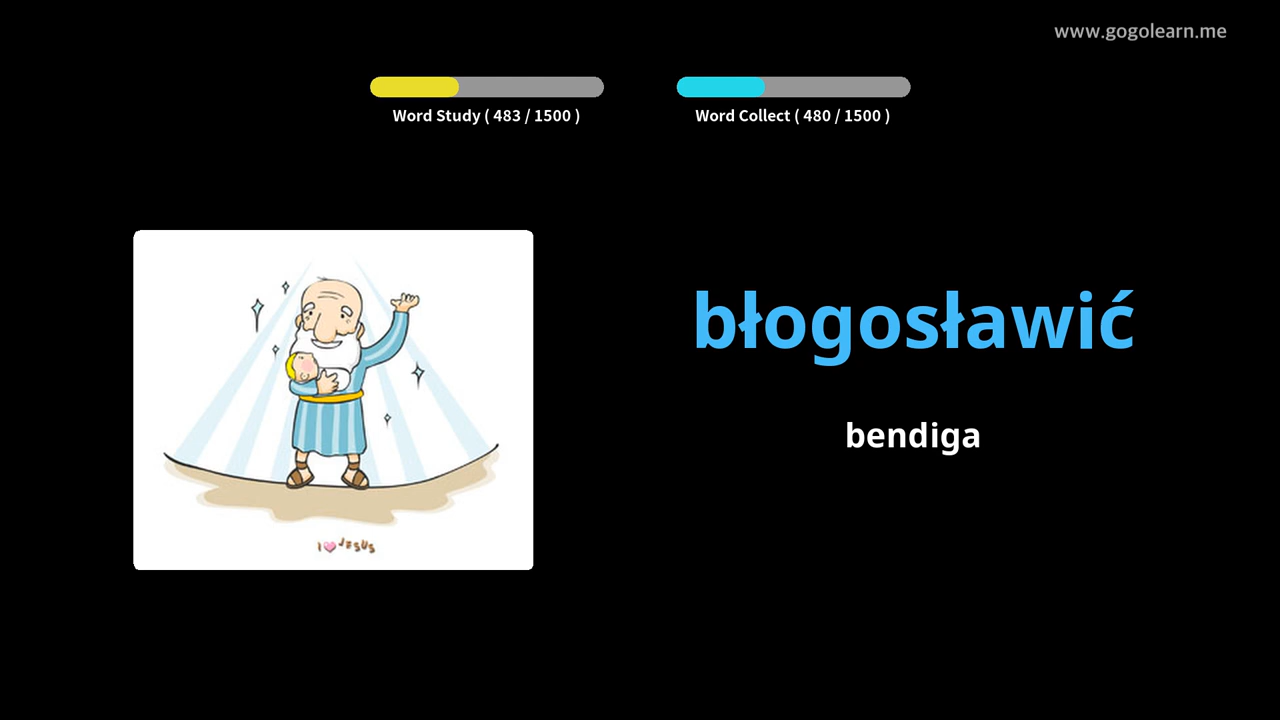 www.gogolearn.me
Word Study ( 483 / 1500 )
Word Collect ( 480 / 1500 )
błogosławić
bendiga
I JESUS